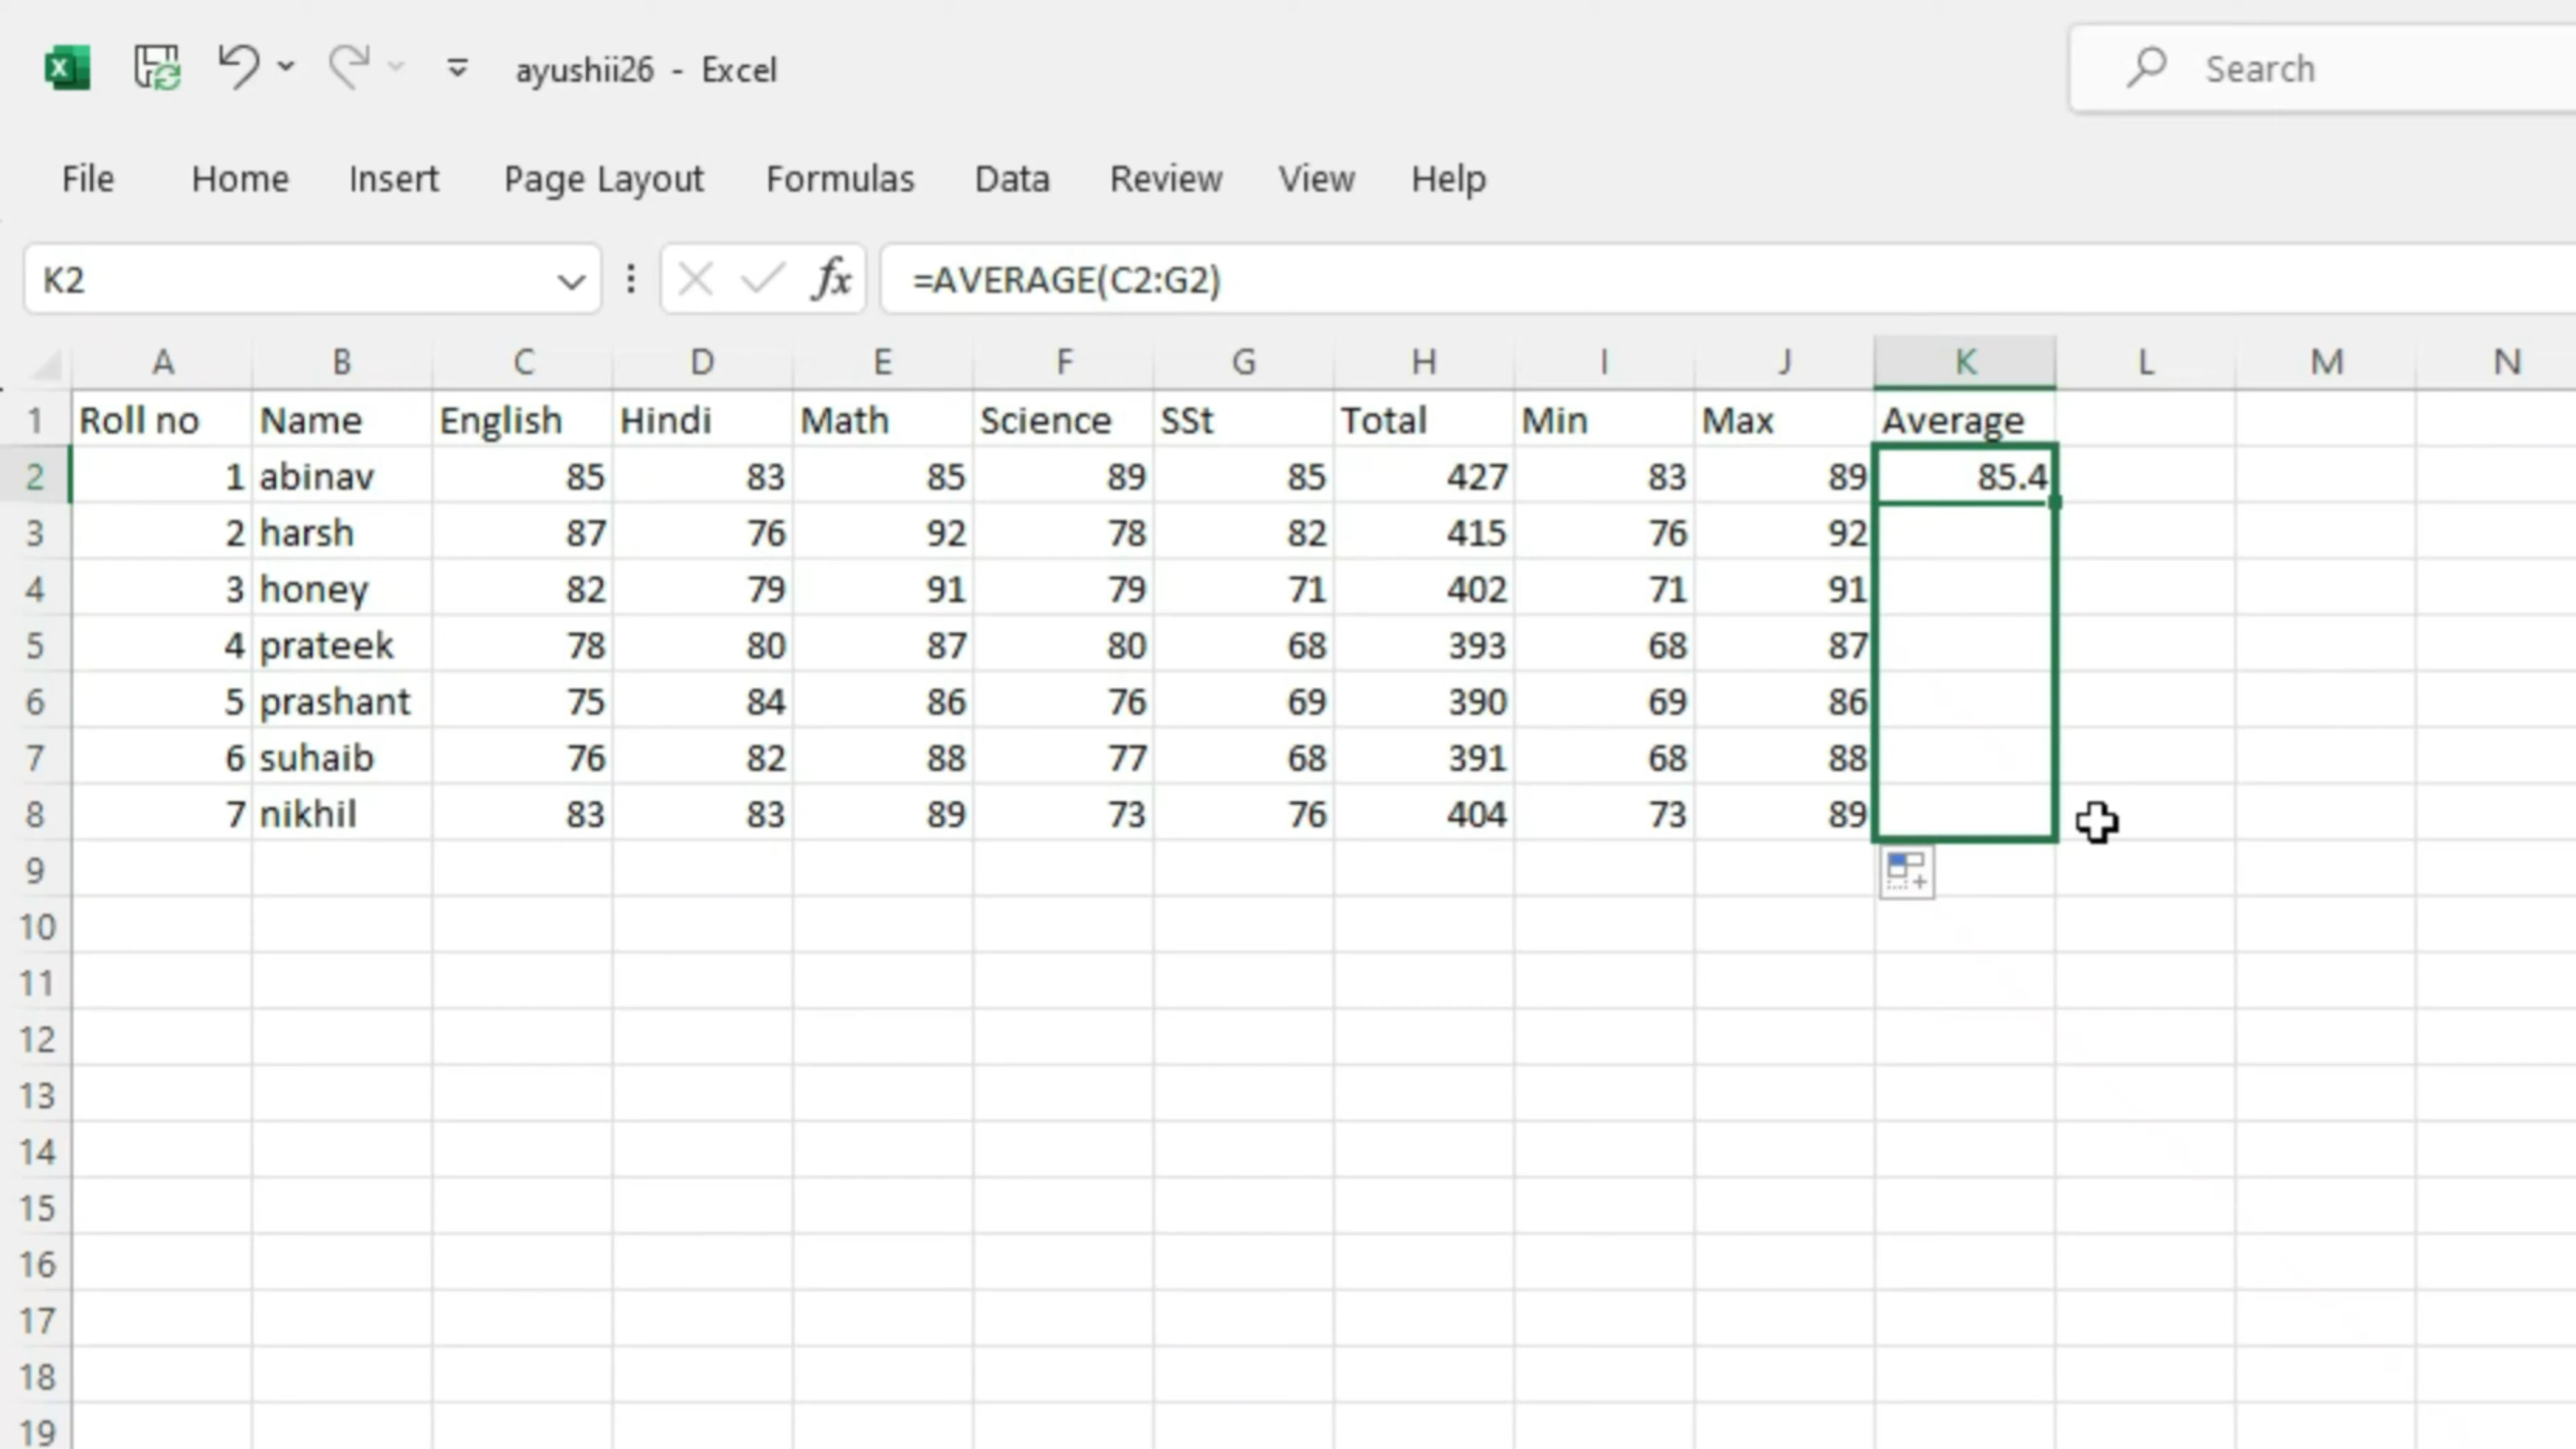 ayushii26 - Excel
Search
File Home Insert Page Layout Formulas Data Review View Help
K2 fx =AVERAGE(C2:G2)
A B C D E F G H I J K L M N
1 Roll no Name English Hindi Math Science SSt Total Min Max Average
2 1 abinav 85 83 85 89 85 427 83 89 85.4
3 2 harsh 87 76 92 78 82 415 76 92
4 3 honey 82 79 91 79 71 402 71 91
5 4 prateek 78 80 87 80 68 393 68 87
6 5 prashant 75 84 86 76 69 390 69 86
7 6 suhaib 76 82 88 77 68 391 68 88
8 7 nikhil 83 83 89 73 76 404 73 89
9
10
11
12
13
14
15
16
17
18
19